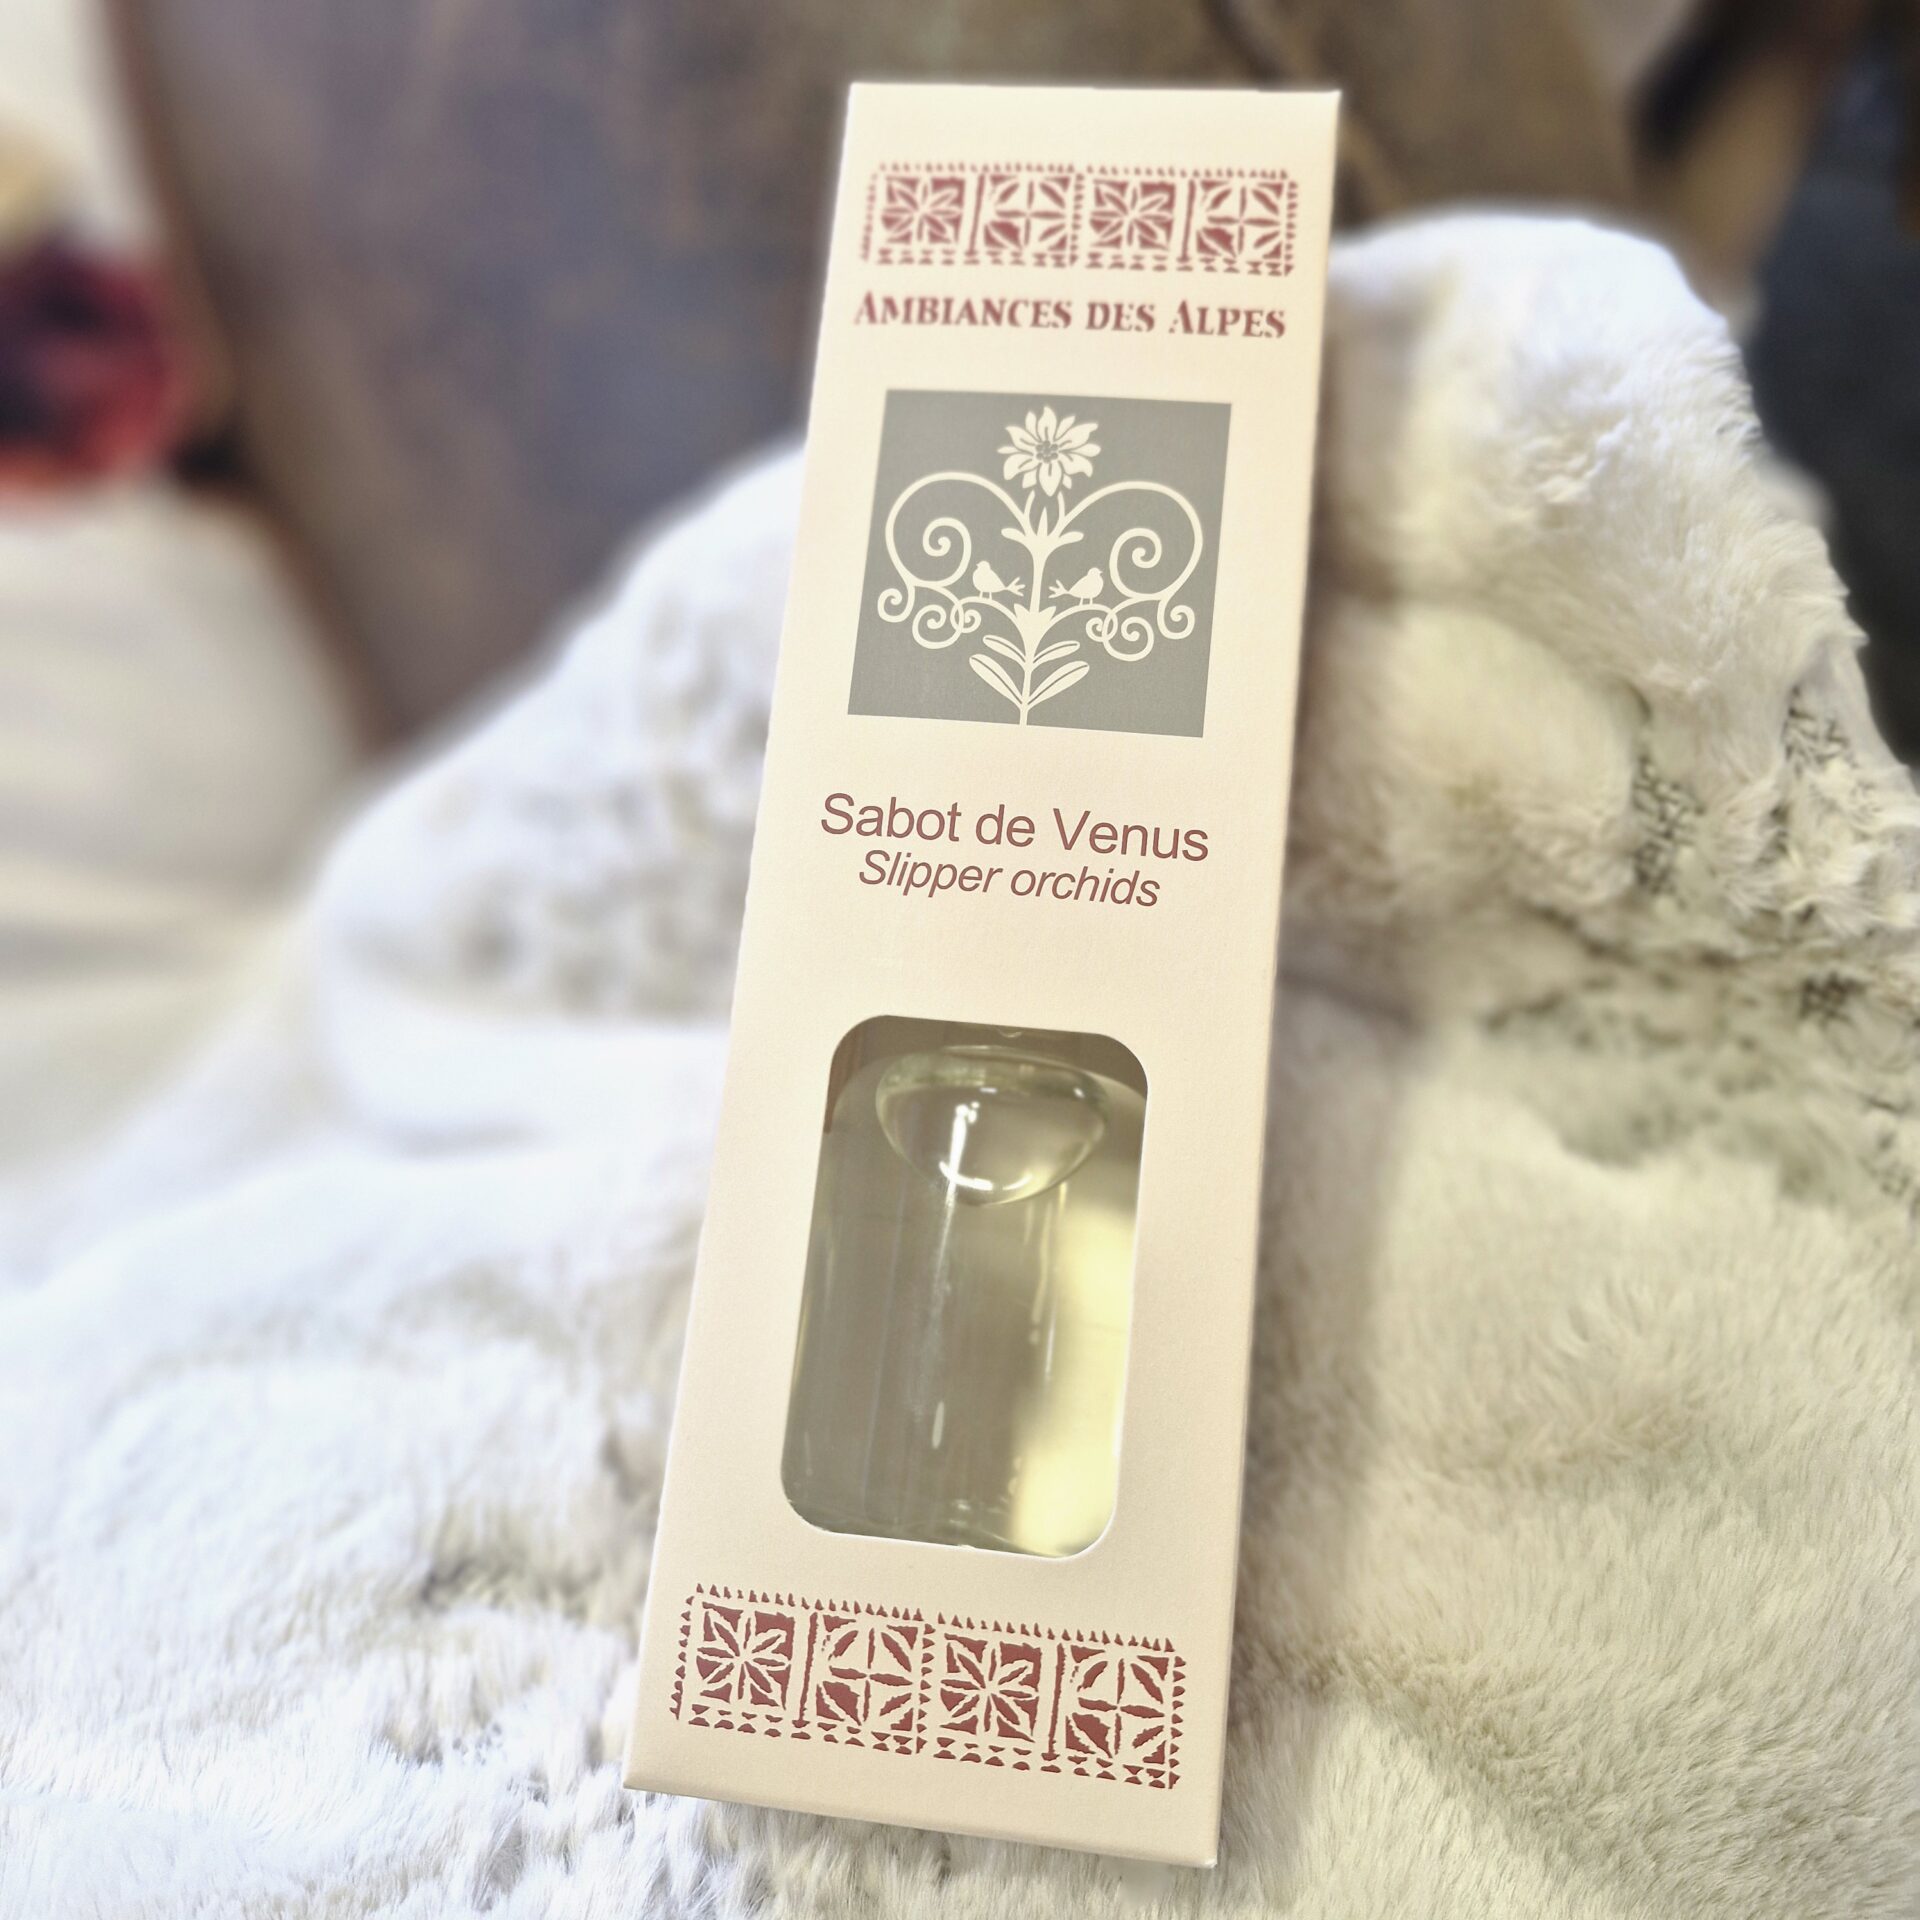 AMBIANCES DES ALPES
Sabot de Venus
Slipper orchids